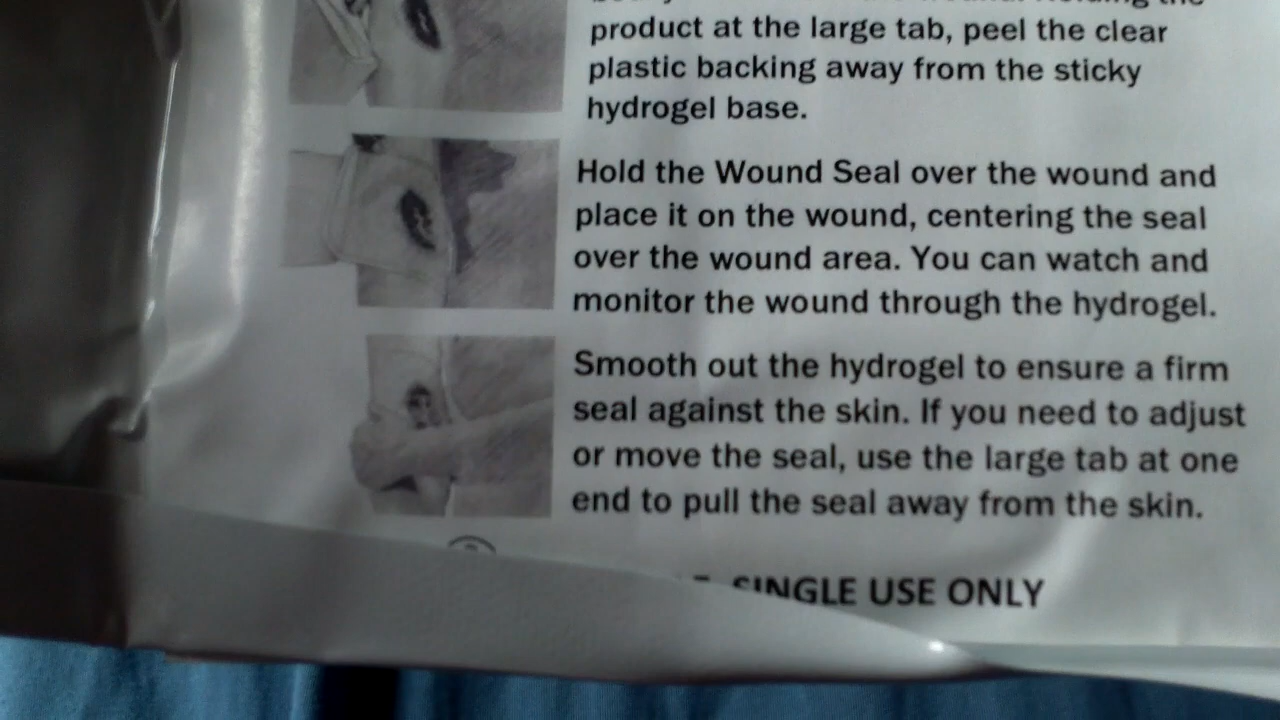 the
product at the large tab, peel the clear
plastic backing away from the sticky
hydrogel base.
Hold the Wound Seal over the wound and
place it on the wound, centering the seal
over the wound area. You can watch and
monitor the wound through the hydrogel.
Smooth out the hydrogel to ensure a firm
seal against the skin. If you need to adjust
or move the seal, use the large tab at one
end to pull the seal away from the skin.
SINGLE USE ONLY